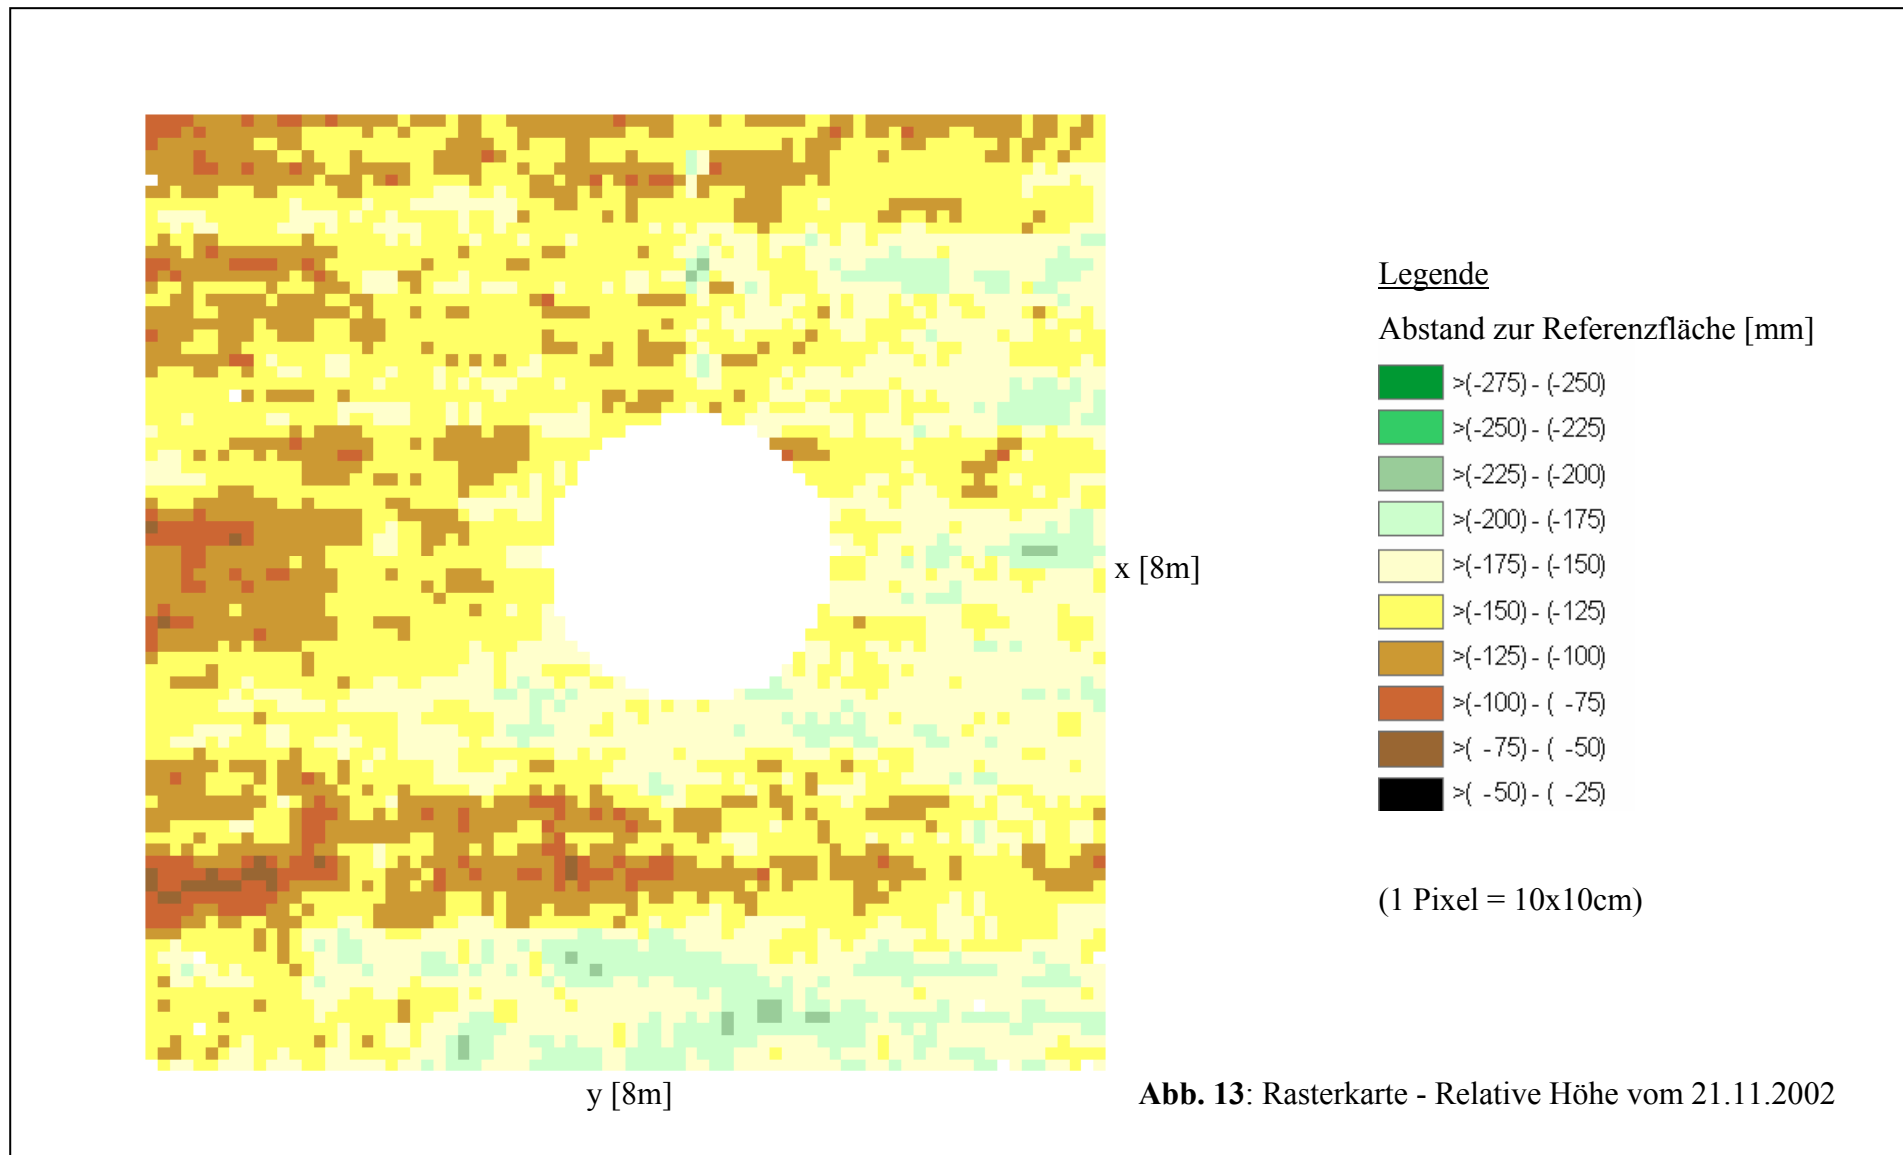 Legende
Abstand zur Referenzfläche [mm]
>(-275) - (-250)
>(-250) - (-225)
>(-225) - (-200)
>(-200) - (-175)
>(-175) - (-150)
>(-150) - (-125)
>(-125) - (-100)
>(-100) - ( -75)
>( -75) - ( -50)
>( -50) - ( -25)
x [8m]
(1 Pixel = 10x10cm)
y [8m]
Abb. 13: Rasterkarte - Relative Höhe vom 21.11.2002